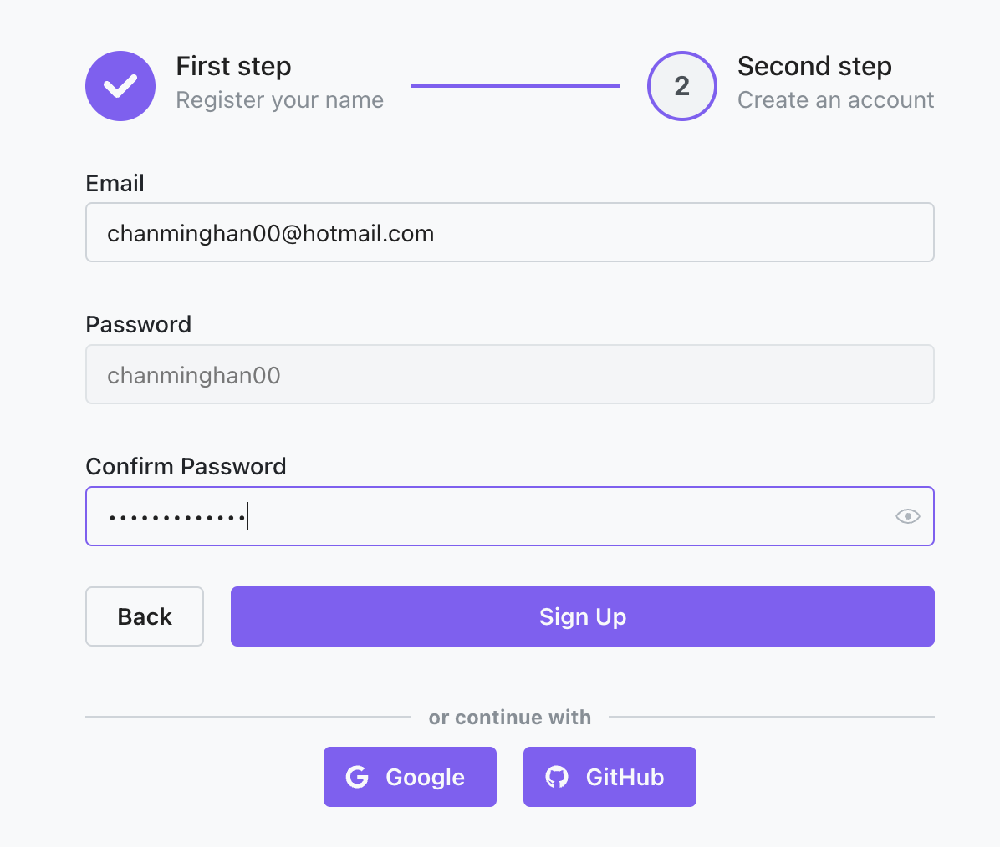 First step
Register your name
2
Second step
Create an account
Email
chanminghan00@hotmail.com
Password
chanminghan00
Confirm Password
•••••••••••••
Back
Sign Up
or continue with
Google
GitHub